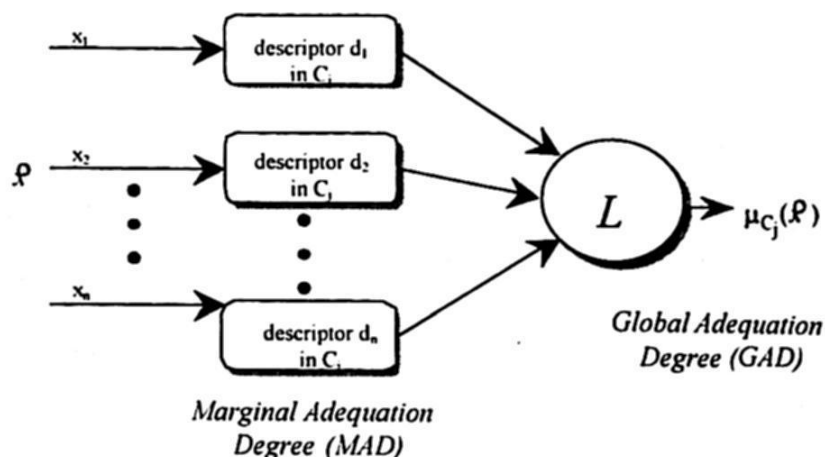 x₁
descriptor d₁
in Cⱼ
x₂
descriptor d₂
in Cⱼ
𝓍
L
μCⱼ(𝓍)
xₙ
descriptor dₙ
in Cⱼ
Global Adequation
Degree (GAD)
Marginal Adequation
Degree (MAD)